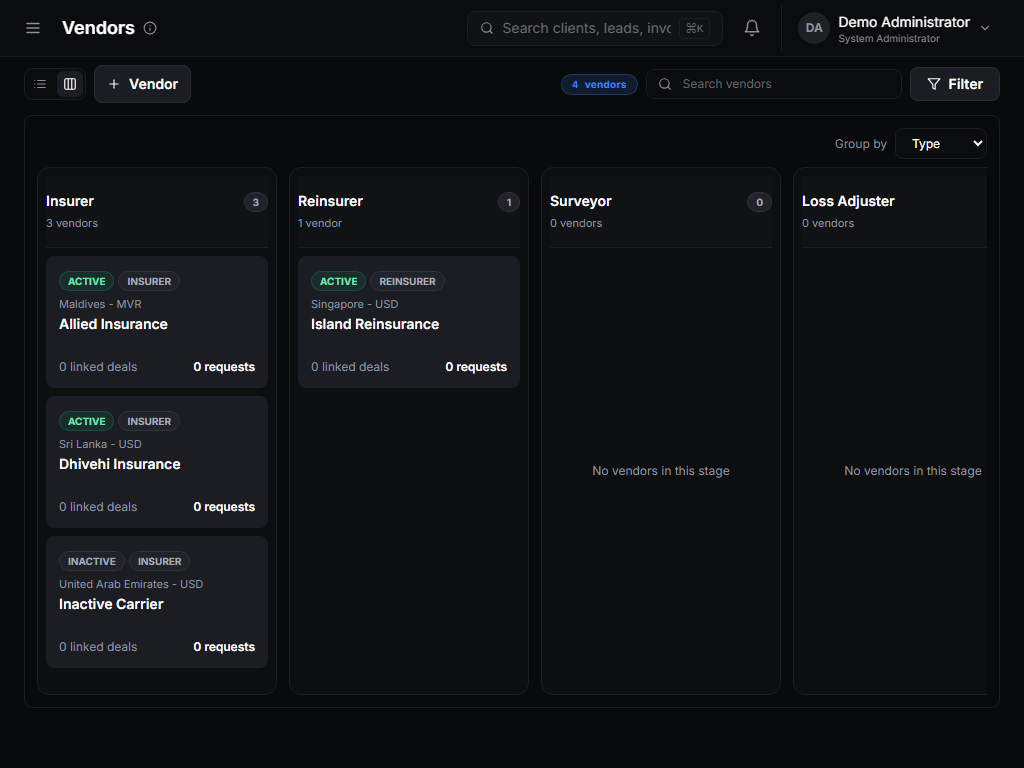 Vendors
Search clients, leads, invo
⌘K
DA
Demo Administrator
System Administrator
+ Vendor
4 vendors
Search vendors
Filter
Group by
Type
Insurer
3
3 vendors
ACTIVE INSURER
Maldives - MVR
Allied Insurance
0 linked deals 0 requests
ACTIVE INSURER
Sri Lanka - USD
Dhivehi Insurance
0 linked deals 0 requests
INACTIVE INSURER
United Arab Emirates - USD
Inactive Carrier
0 linked deals 0 requests
Reinsurer
1
1 vendor
ACTIVE REINSURER
Singapore - USD
Island Reinsurance
0 linked deals 0 requests
Surveyor
0
0 vendors
No vendors in this stage
Loss Adjuster
0 vendors
No vendors in this stage